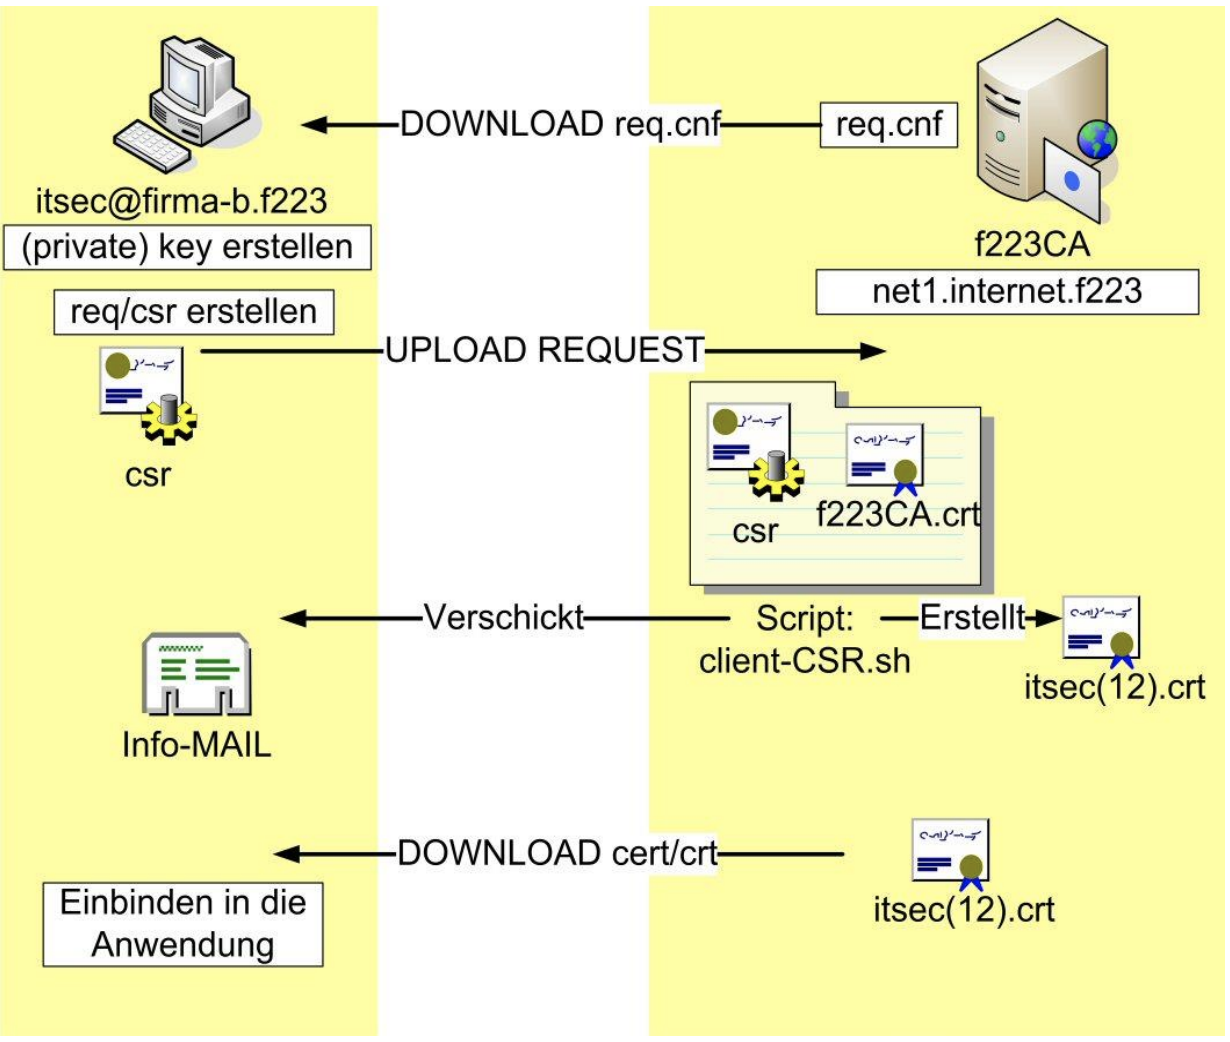 DOWNLOAD req.cnf
req.cnf
itsec@firma-b.f223
(private) key erstellen
f223CA
net1.internet.f223
req/csr erstellen
UPLOAD REQUEST
csr
csr
f223CA.crt
Verschickt
Script:
client-CSR.sh
Erstellt
itsec(12).crt
Info-MAIL
DOWNLOAD cert/crt
itsec(12).crt
Einbinden in die
Anwendung